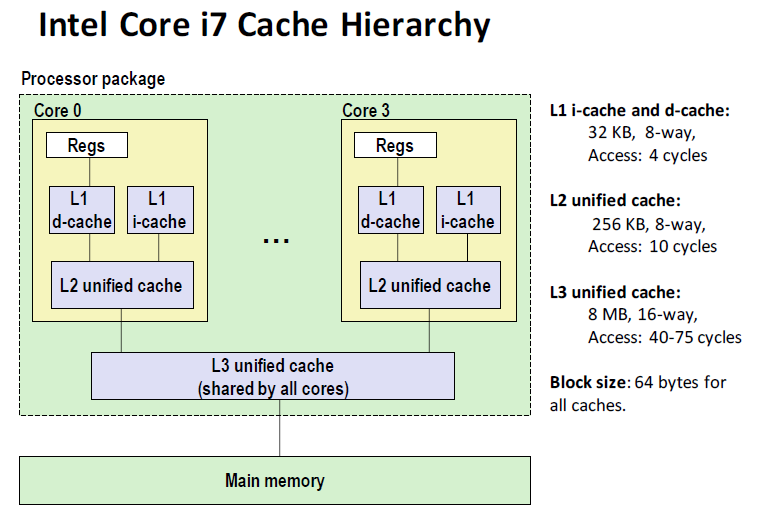 Intel Core i7 Cache Hierarchy
Processor package
Core 0
Regs
L1
d-cache
L1
i-cache
L2 unified cache
...
Core 3
Regs
L1
d-cache
L1
i-cache
L2 unified cache
L3 unified cache
(shared by all cores)
Main memory
L1 i-cache and d-cache:
32 KB, 8-way,
Access: 4 cycles
L2 unified cache:
256 KB, 8-way,
Access: 10 cycles
L3 unified cache:
8 MB, 16-way,
Access: 40-75 cycles
Block size: 64 bytes for
all caches.